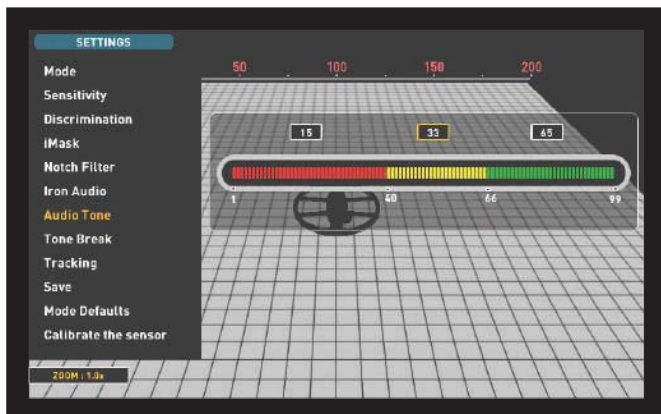 SETTINGS
Mode
Sensitivity
Discrimination
iMask
Notch Filter
Iron Audio
Audio Tone
Tone Break
Tracking
Save
Mode Defaults
Calibrate the sensor
ZOOM : 1.0x
50 100 150 200
15 33 65
1 40 66 99